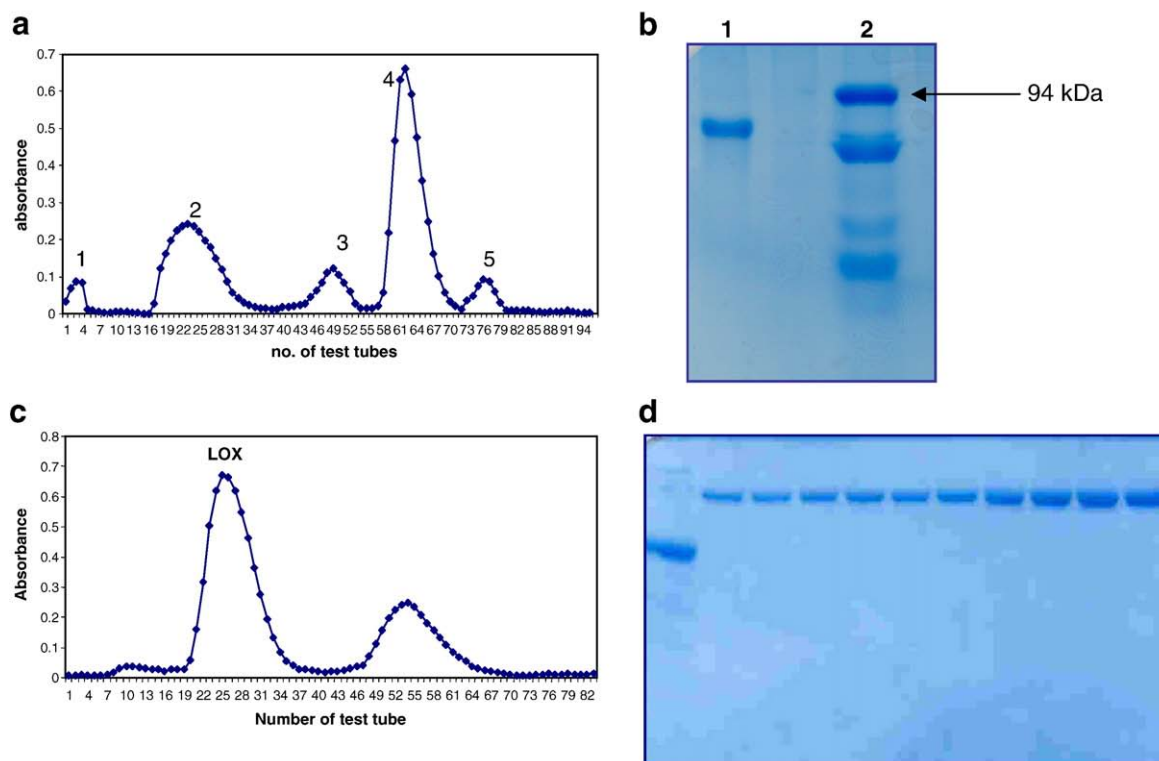 a
0.7
0.6
0.5
0.4
0.3
0.2
0.1
0
absorbance
1
2
3
4
5
1 4 7 10 13 16 19 22 25 28 31 34 37 40 43 46 49 52 55 58 61 64 67 70 73 76 79 82 85 88 91 94
no. of test tubes
b
1 2
94 kDa
c
0.8
0.7
0.6
0.5
0.4
0.3
0.2
0.1
0
Absorbance
LOX
1 4 7 10 13 16 19 22 25 28 31 34 37 40 43 46 49 52 55 58 61 64 67 70 73 76 79 82
Number of test tube
d